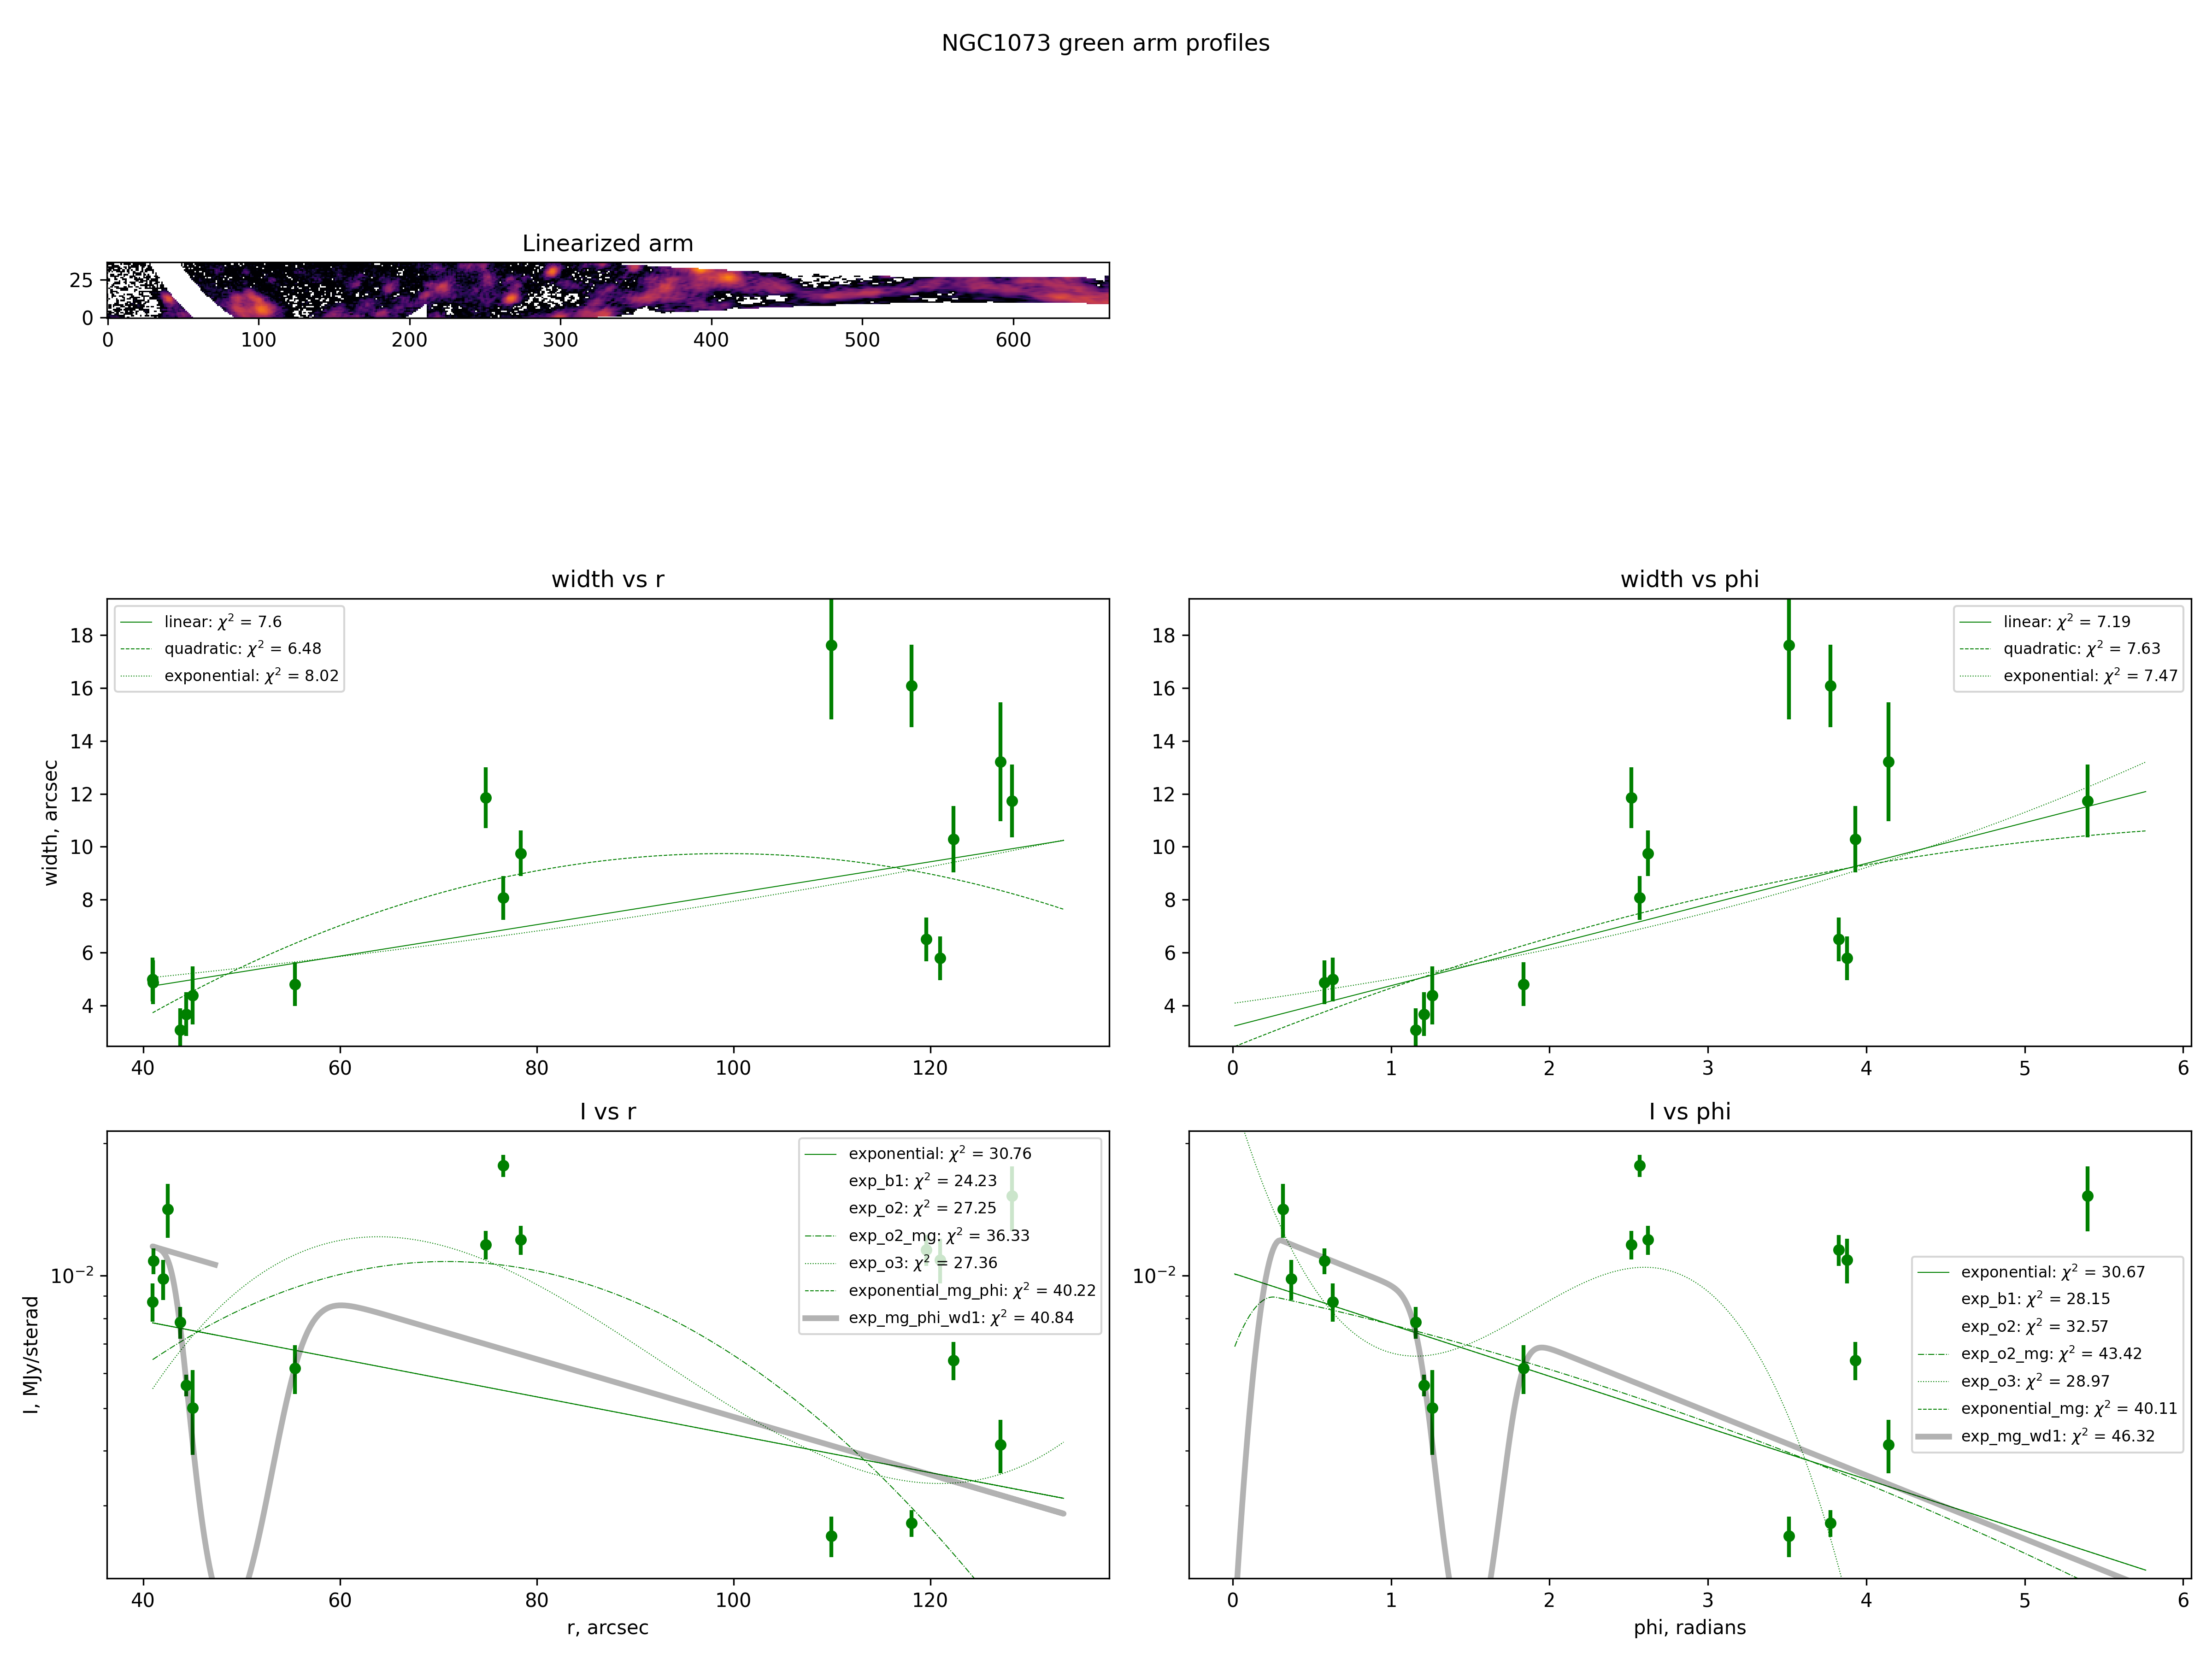 NGC1073 green arm profiles
Linearized arm
25
0
0 100 200 300 400 500 600
width vs r
width, arcsec
18
16
14
12
10
8
6
4
linear: χ² = 7.6
quadratic: χ² = 6.48
exponential: χ² = 8.02
40 60 80 100 120
width vs phi
18
16
14
12
10
8
6
4
linear: χ² = 7.19
quadratic: χ² = 7.63
exponential: χ² = 7.47
0 1 2 3 4 5 6
I vs r
I, MJy/sterad
10⁻²
exponential: χ² = 30.76
exp_b1: χ² = 24.23
exp_o2: χ² = 27.25
exp_o2_mg: χ² = 36.33
exp_o3: χ² = 27.36
exponential_mg_phi: χ² = 40.22
exp_mg_phi_wd1: χ² = 40.84
40 60 80 100 120
r, arcsec
I vs phi
10⁻²
exponential: χ² = 30.67
exp_b1: χ² = 28.15
exp_o2: χ² = 32.57
exp_o2_mg: χ² = 43.42
exp_o3: χ² = 28.97
exponential_mg: χ² = 40.11
exp_mg_wd1: χ² = 46.32
0 1 2 3 4 5 6
phi, radians